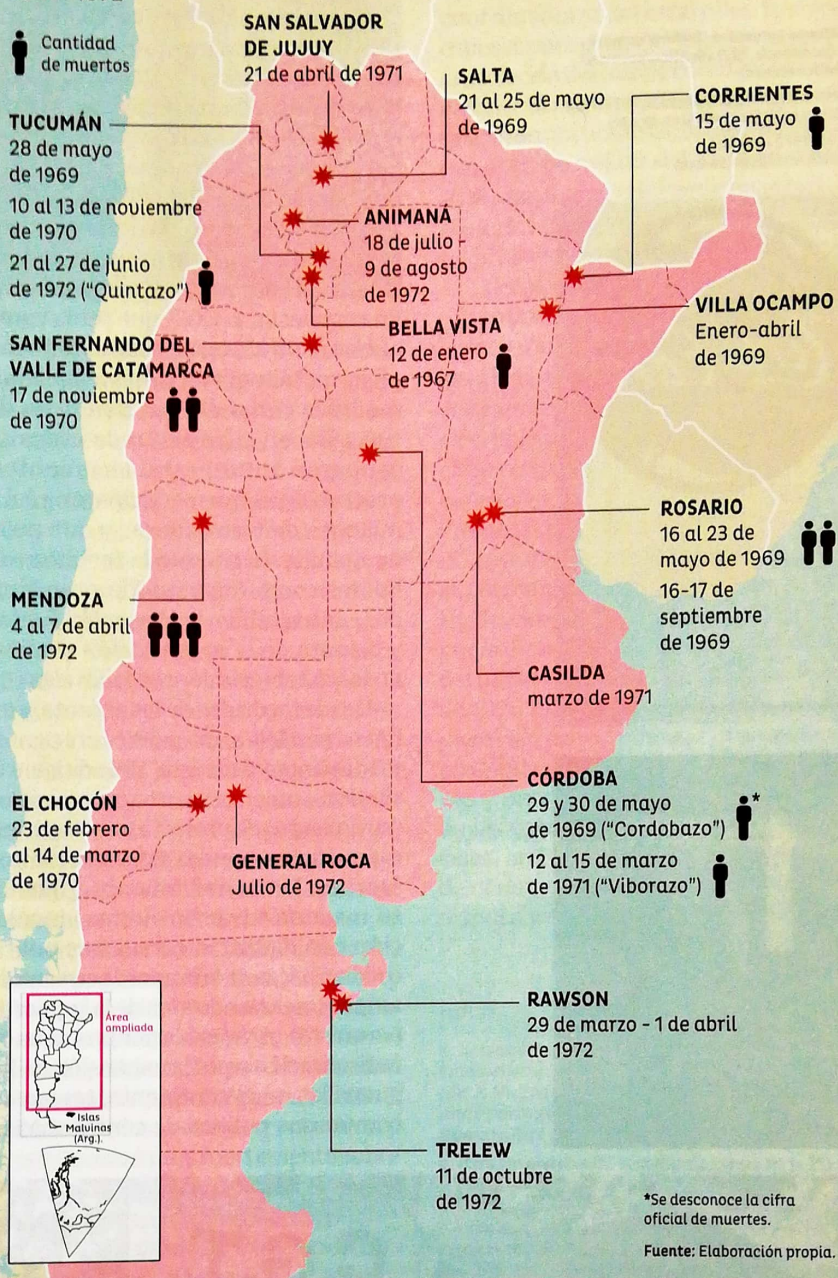 Cantidad
de muertos
SAN SALVADOR
DE JUJUY
21 de abril de 1971
SALTA
21 al 25 de mayo
de 1969
CORRIENTES
15 de mayo
de 1969
TUCUMÁN
28 de mayo
de 1969
10 al 13 de noviembre
de 1970
21 al 27 de junio
de 1972 ("Quintazo")
ANIMANÁ
18 de julio -
9 de agosto
de 1972
VILLA OCAMPO
Enero-abril
de 1969
BELLA VISTA
12 de enero
de 1967
SAN FERNANDO DEL
VALLE DE CATAMARCA
17 de noviembre
de 1970
ROSARIO
16 al 23 de
mayo de 1969
16-17 de
septiembre
de 1969
MENDOZA
4 al 7 de abril
de 1972
CASILDA
marzo de 1971
CÓRDOBA
29 y 30 de mayo
de 1969 ("Cordobazo") *
12 al 15 de marzo
de 1971 ("Viborazo")
EL CHOCÓN
23 de febrero
al 14 de marzo
de 1970
GENERAL ROCA
Julio de 1972
RAWSON
29 de marzo - 1 de abril
de 1972
Área
ampliada
Islas
Malvinas
(Arg.).
TRELEW
11 de octubre
de 1972
*Se desconoce la cifra
oficial de muertes.
Fuente: Elaboración propia.